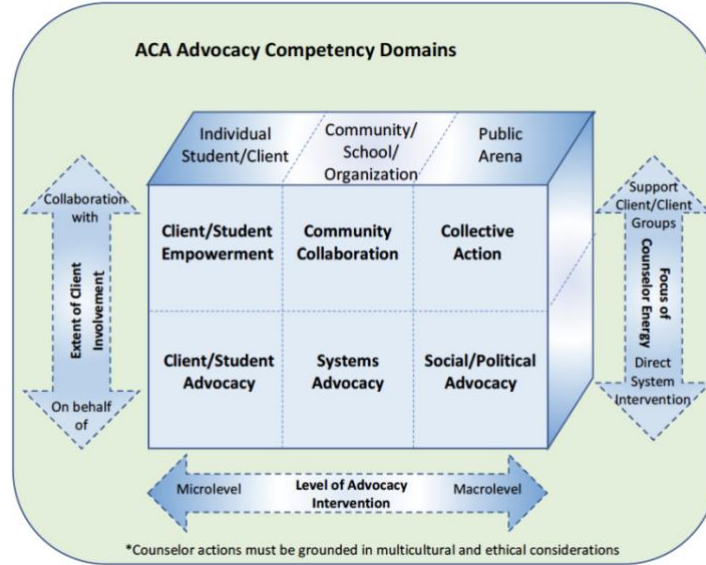 ACA Advocacy Competency Domains
Individual
Student/Client
Community/
School/
Organization
Public
Arena
Collaboration
with
Extent of Client
Involvement
On behalf
of
Client/Student
Empowerment
Community
Collaboration
Collective
Action
Client/Student
Advocacy
Systems
Advocacy
Social/Political
Advocacy
Support
Client/Client
Groups
Focus of
Counselor Energy
Direct
System
Intervention
Microlevel
Level of Advocacy
Intervention
Macrolevel
*Counselor actions must be grounded in multicultural and ethical considerations